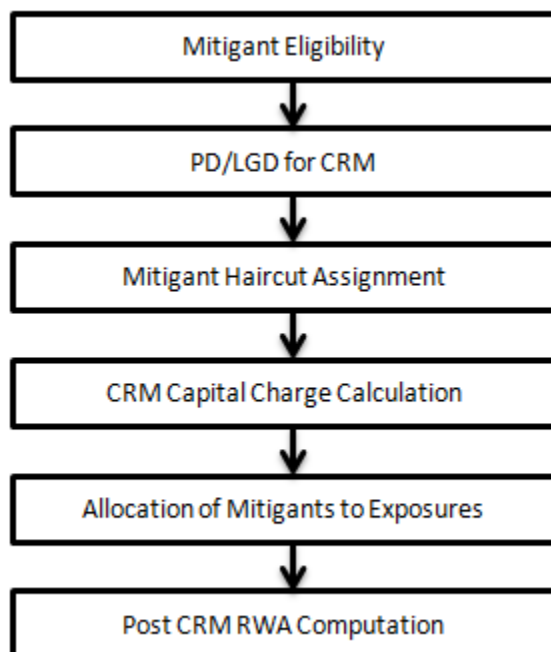 Mitigant Eligibility
PD/LGD for CRM
Mitigant Haircut Assignment
CRM Capital Charge Calculation
Allocation of Mitigants to Exposures
Post CRM RWA Computation